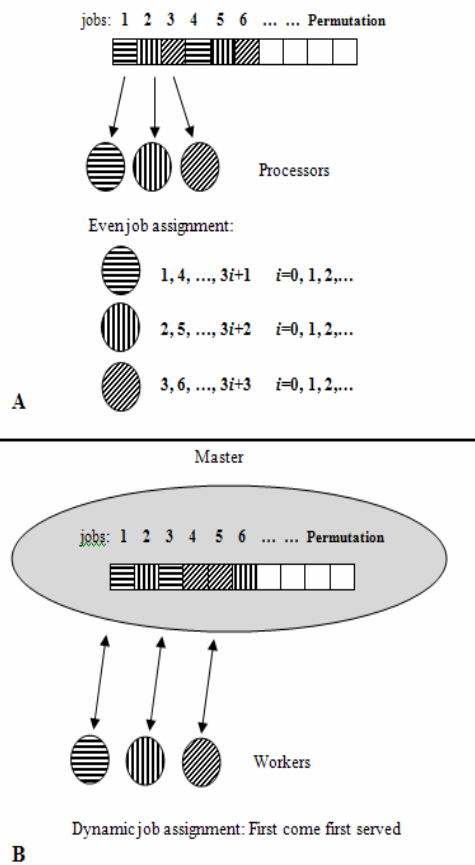 jobs: 1 2 3 4 5 6 ... ... Permutation
Processors
Even job assignment:
1, 4, ..., 3i+1 i=0, 1, 2,...
2, 5, ..., 3i+2 i=0, 1, 2,...
3, 6, ..., 3i+3 i=0, 1, 2,...
A
Master
jobs: 1 2 3 4 5 6 ... ... Permutation
Workers
Dynamic job assignment: First come first served
B